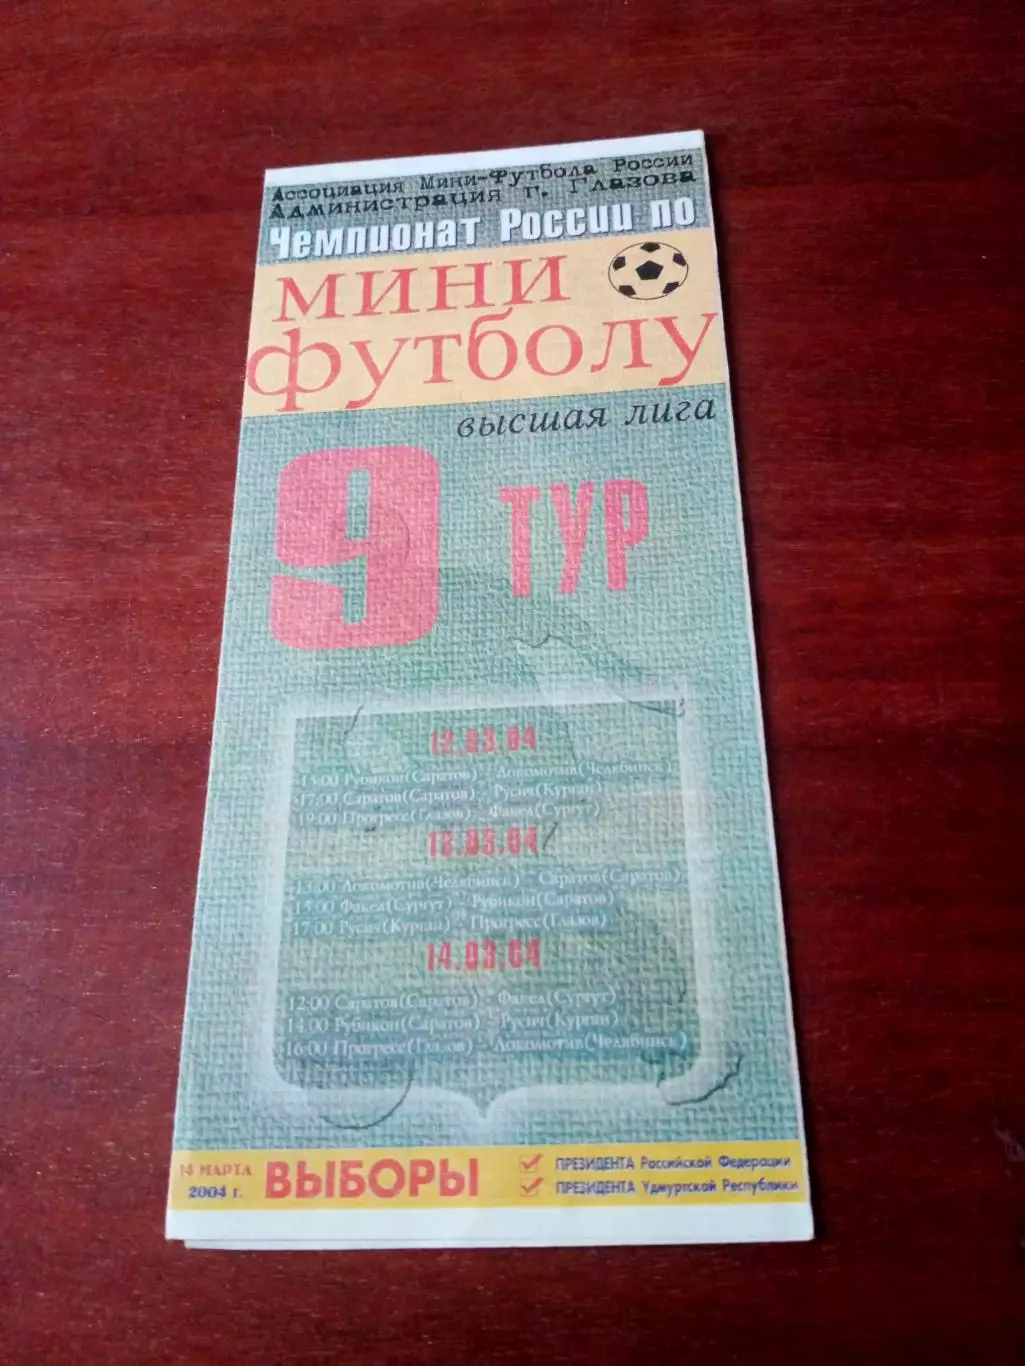 Ассоциация Мини-Футбола России
Администрация г. Глазова
Чемпионат России по
мини
футболу
высшая лига
9 ТУР
12.03.04
15:00 Рубикон(Саратов) - Локомотив(Челябинск)
17:00 Саратов(Саратов) - Русич(Курган)
19:00 Прогресс(Глазов) - Факел(Сургут)
13.03.04
13:00 Локомотив(Челябинск) - Саратов(Саратов)
15:00 Факел(Сургут) - Рубикон(Саратов)
17:00 Русич(Курган) - Прогресс(Глазов)
14.03.04
12:00 Саратов(Саратов) - Факел(Сургут)
14:00 Рубикон(Саратов) - Русич(Курган)
16:00 Прогресс(Глазов) - Локомотив(Челябинск)
14 МАРТА
2004 г.
ВЫБОРЫ
ПРЕЗИДЕНТА Российской Федерации
ПРЕЗИДЕНТА Удмуртской Республики